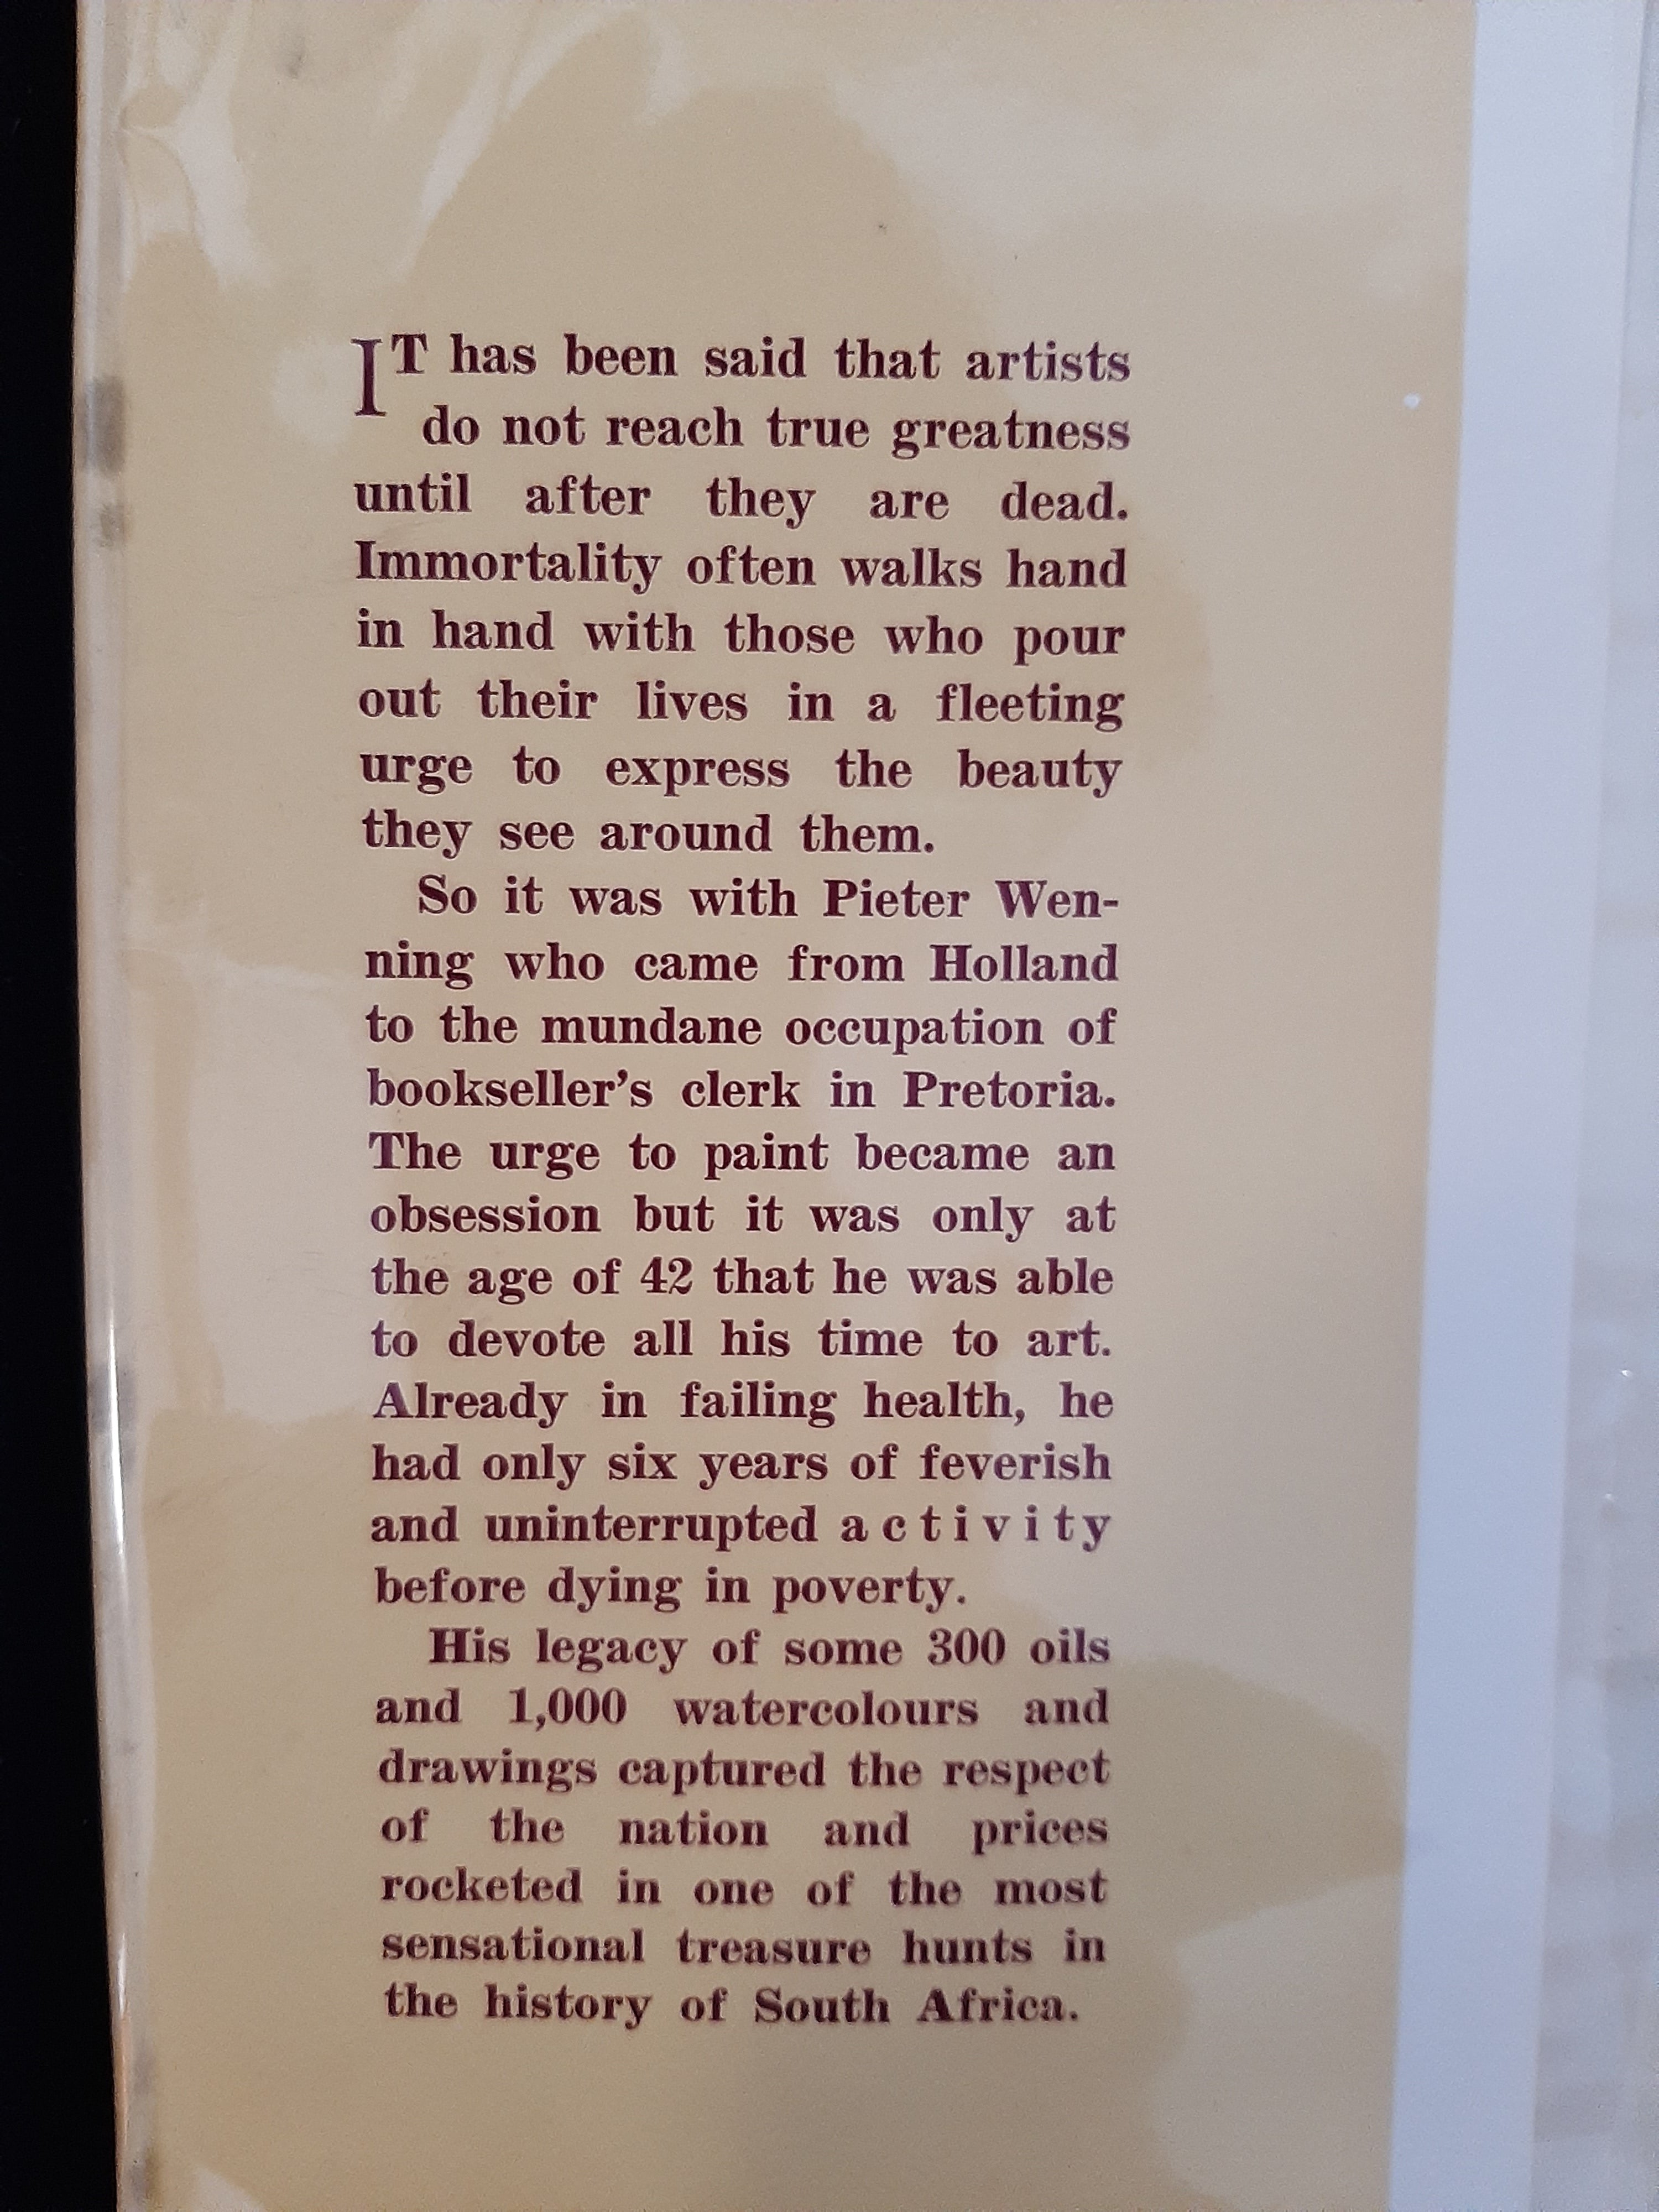 IT has been said that artists
do not reach true greatness
until after they are dead.
Immortality often walks hand
in hand with those who pour
out their lives in a fleeting
urge to express the beauty
they see around them.
So it was with Pieter Wen-
ning who came from Holland
to the mundane occupation of
bookseller’s clerk in Pretoria.
The urge to paint became an
obsession but it was only at
the age of 42 that he was able
to devote all his time to art.
Already in failing health, he
had only six years of feverish
and uninterrupted activity
before dying in poverty.
His legacy of some 300 oils
and 1,000 watercolours and
drawings captured the respect
of the nation and prices
rocketed in one of the most
sensational treasure hunts in
the history of South Africa.